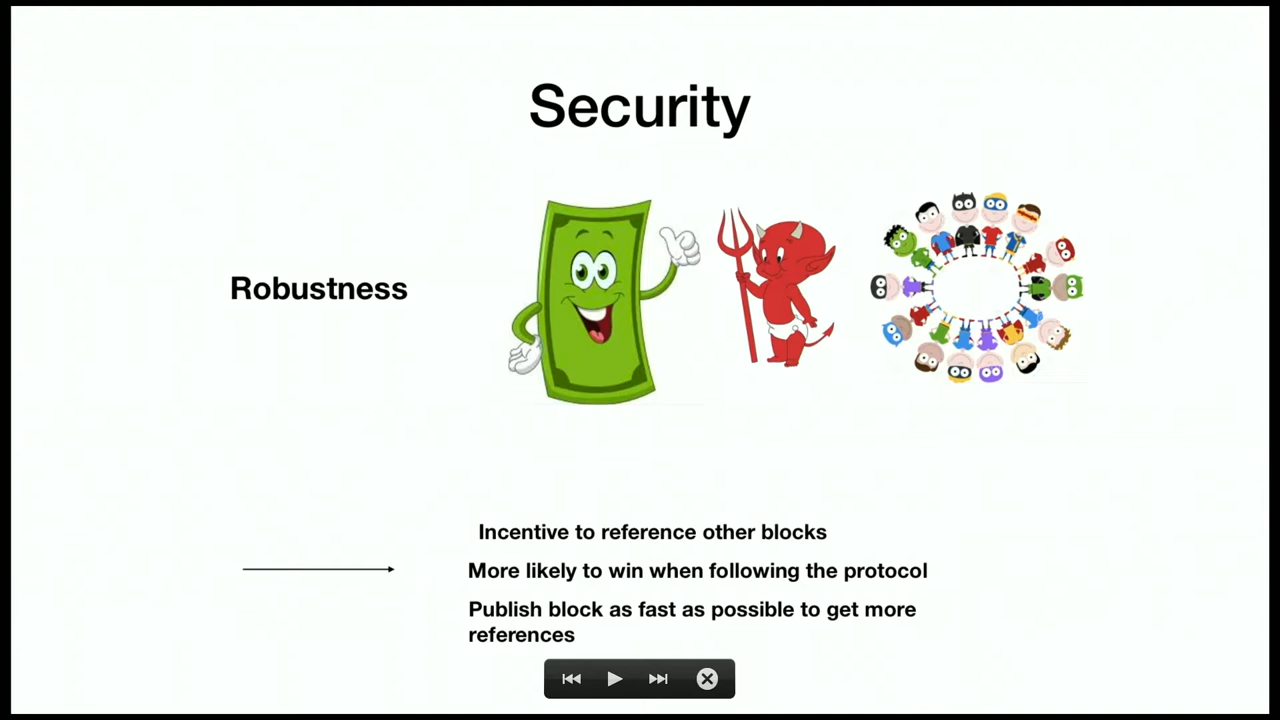 Security
Robustness
Incentive to reference other blocks
More likely to win when following the protocol
Publish block as fast as possible to get more
references